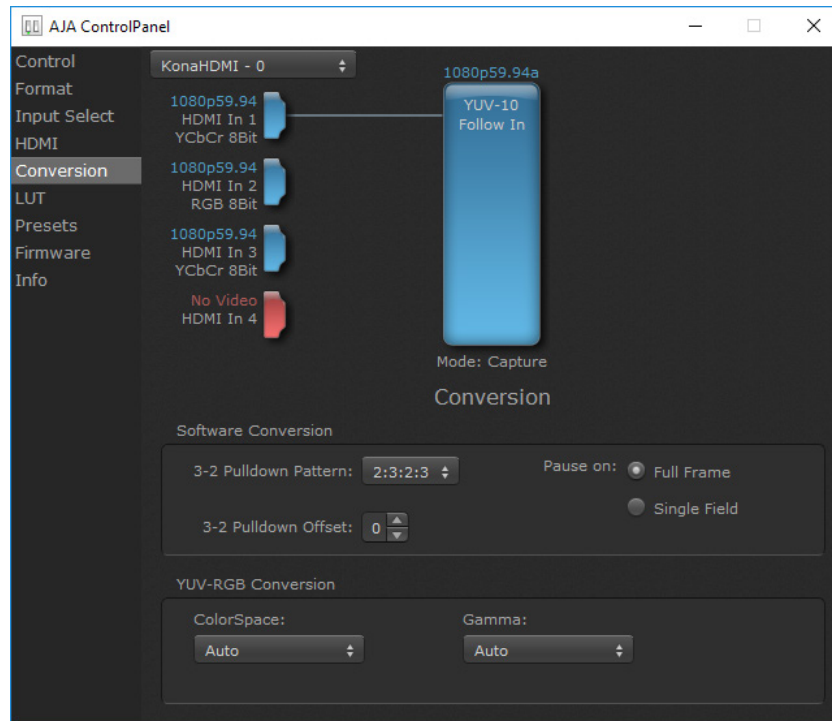 AJA ControlPanel
Control
Format
Input Select
HDMI
Conversion
LUT
Presets
Firmware
Info
KonaHDMI - 0
1080p59.94
HDMI In 1
YCbCr 8Bit
1080p59.94
HDMI In 2
RGB 8Bit
1080p59.94
HDMI In 3
YCbCr 8Bit
No Video
HDMI In 4
1080p59.94a
YUV-10
Follow In
Mode: Capture
Conversion
Software Conversion
3-2 Pulldown Pattern: 2:3:2:3
Pause on: Full Frame
Single Field
3-2 Pulldown Offset: 0
YUV-RGB Conversion
ColorSpace: Gamma:
Auto Auto